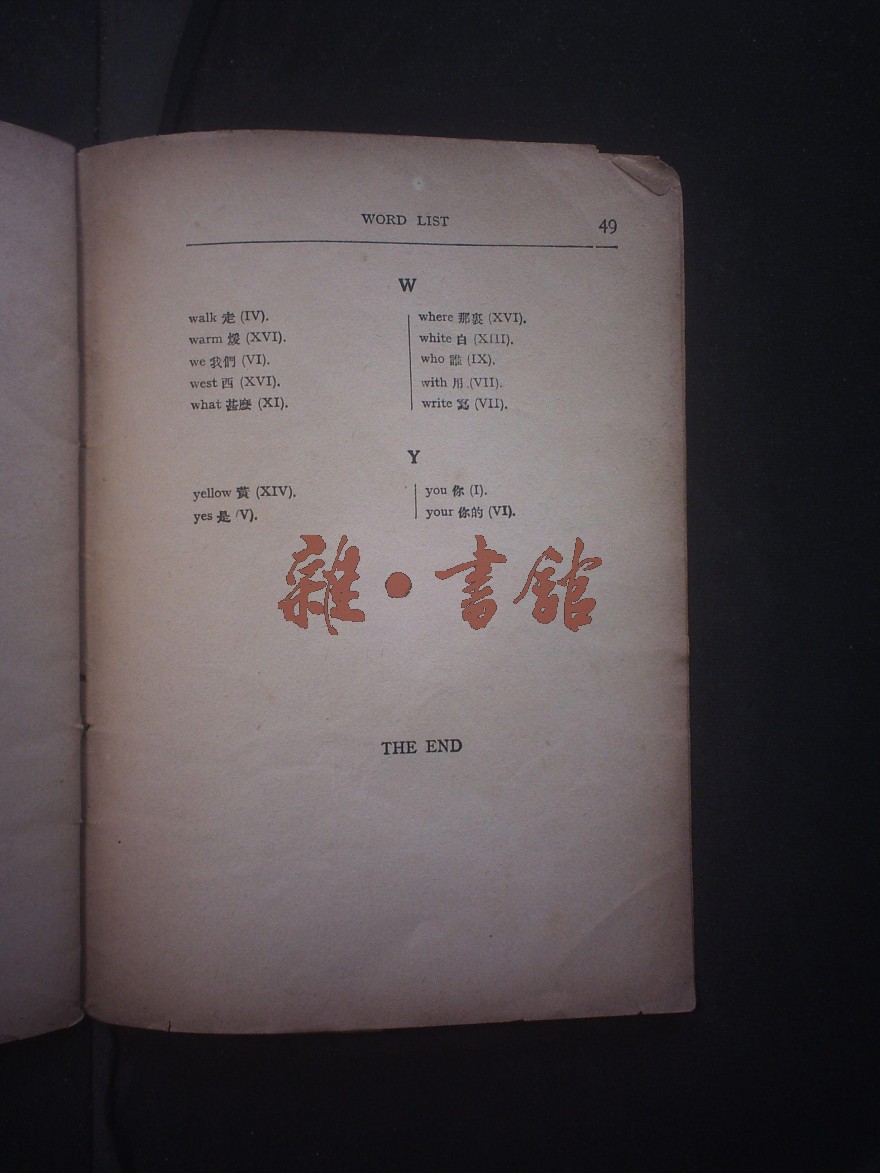 WORD LIST 49
W
walk 走 (IV).
warm 煖 (XVI).
we 我們 (VI).
west 西 (XVI).
what 甚麽 (XI).
where 那裏 (XVI).
white 白 (XIII).
who 誰 (IX).
with 用 (VII).
write 寫 (VII).
Y
yellow 黃 (XIV).
yes 是 (V).
you 你 (I).
your 你的 (VI).
雜·書館
THE END